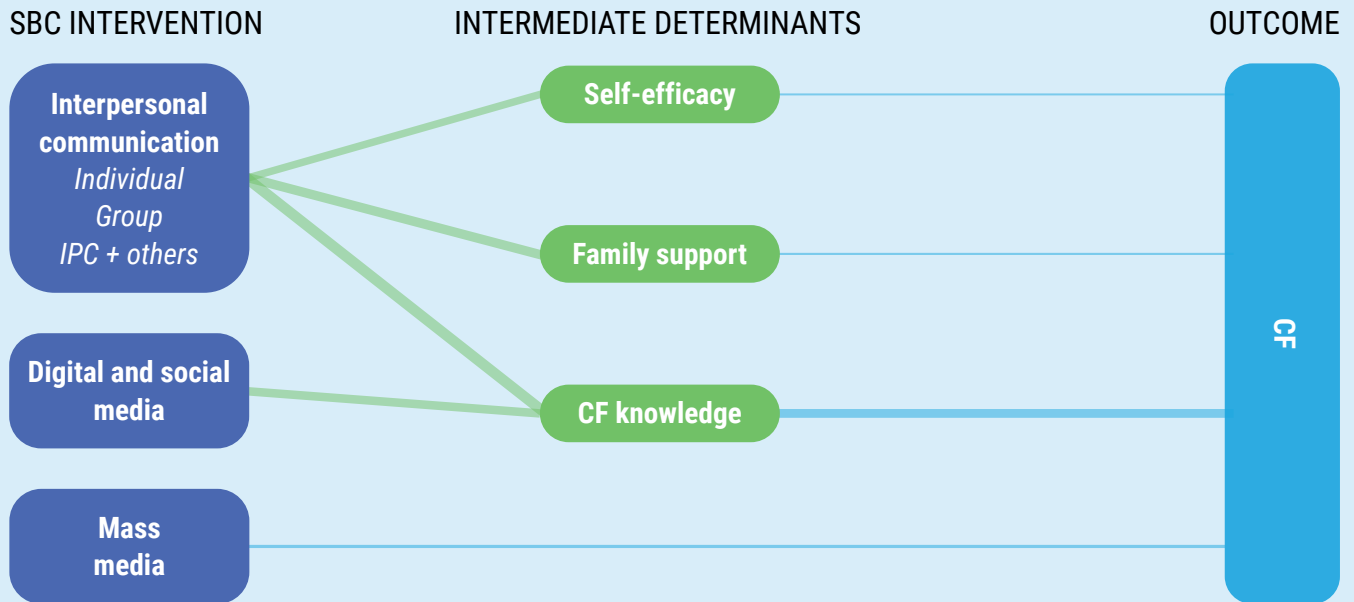 SBC INTERVENTION
INTERMEDIATE DETERMINANTS
OUTCOME
Interpersonal
communication
Individual
Group
IPC + others
Digital and social
media
Mass
media
Self-efficacy
Family support
CF knowledge
CF